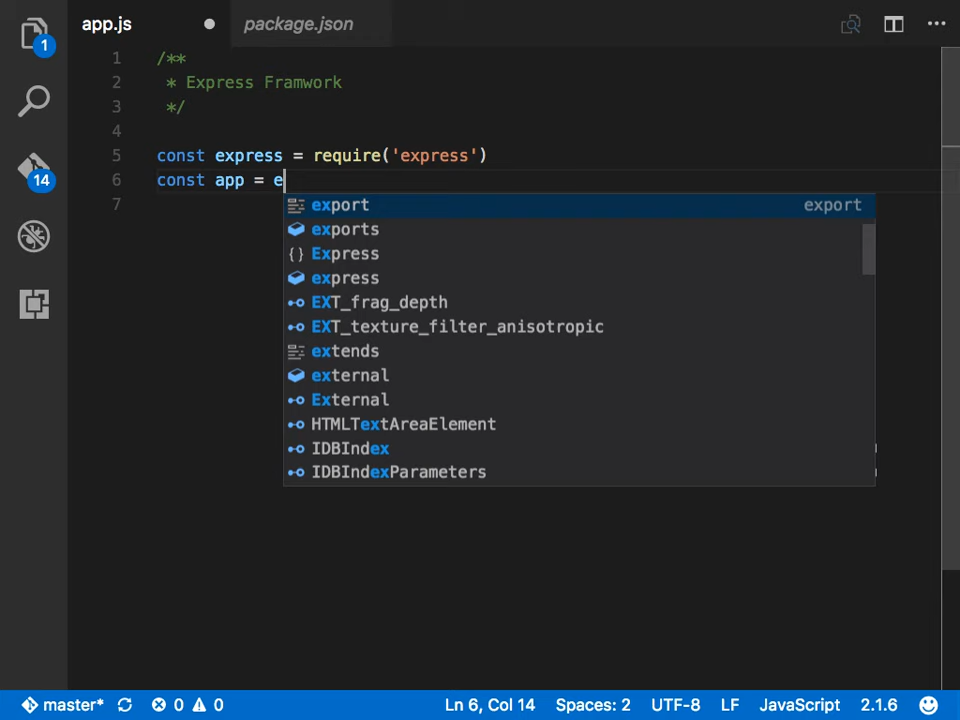 app.js package.json
1 /**
1 2 * Express Framwork
3 */
4
5 const express = require('express')
14 6 const app = e
7
export export
exports
{} Express
express
EXT_frag_depth
EXT_texture_filter_anisotropic
extends
external
External
HTMLTextAreaElement
IDBIndex
IDBIndexParameters
master* 0 0 Ln 6, Col 14 Spaces: 2 UTF-8 LF JavaScript 2.1.6